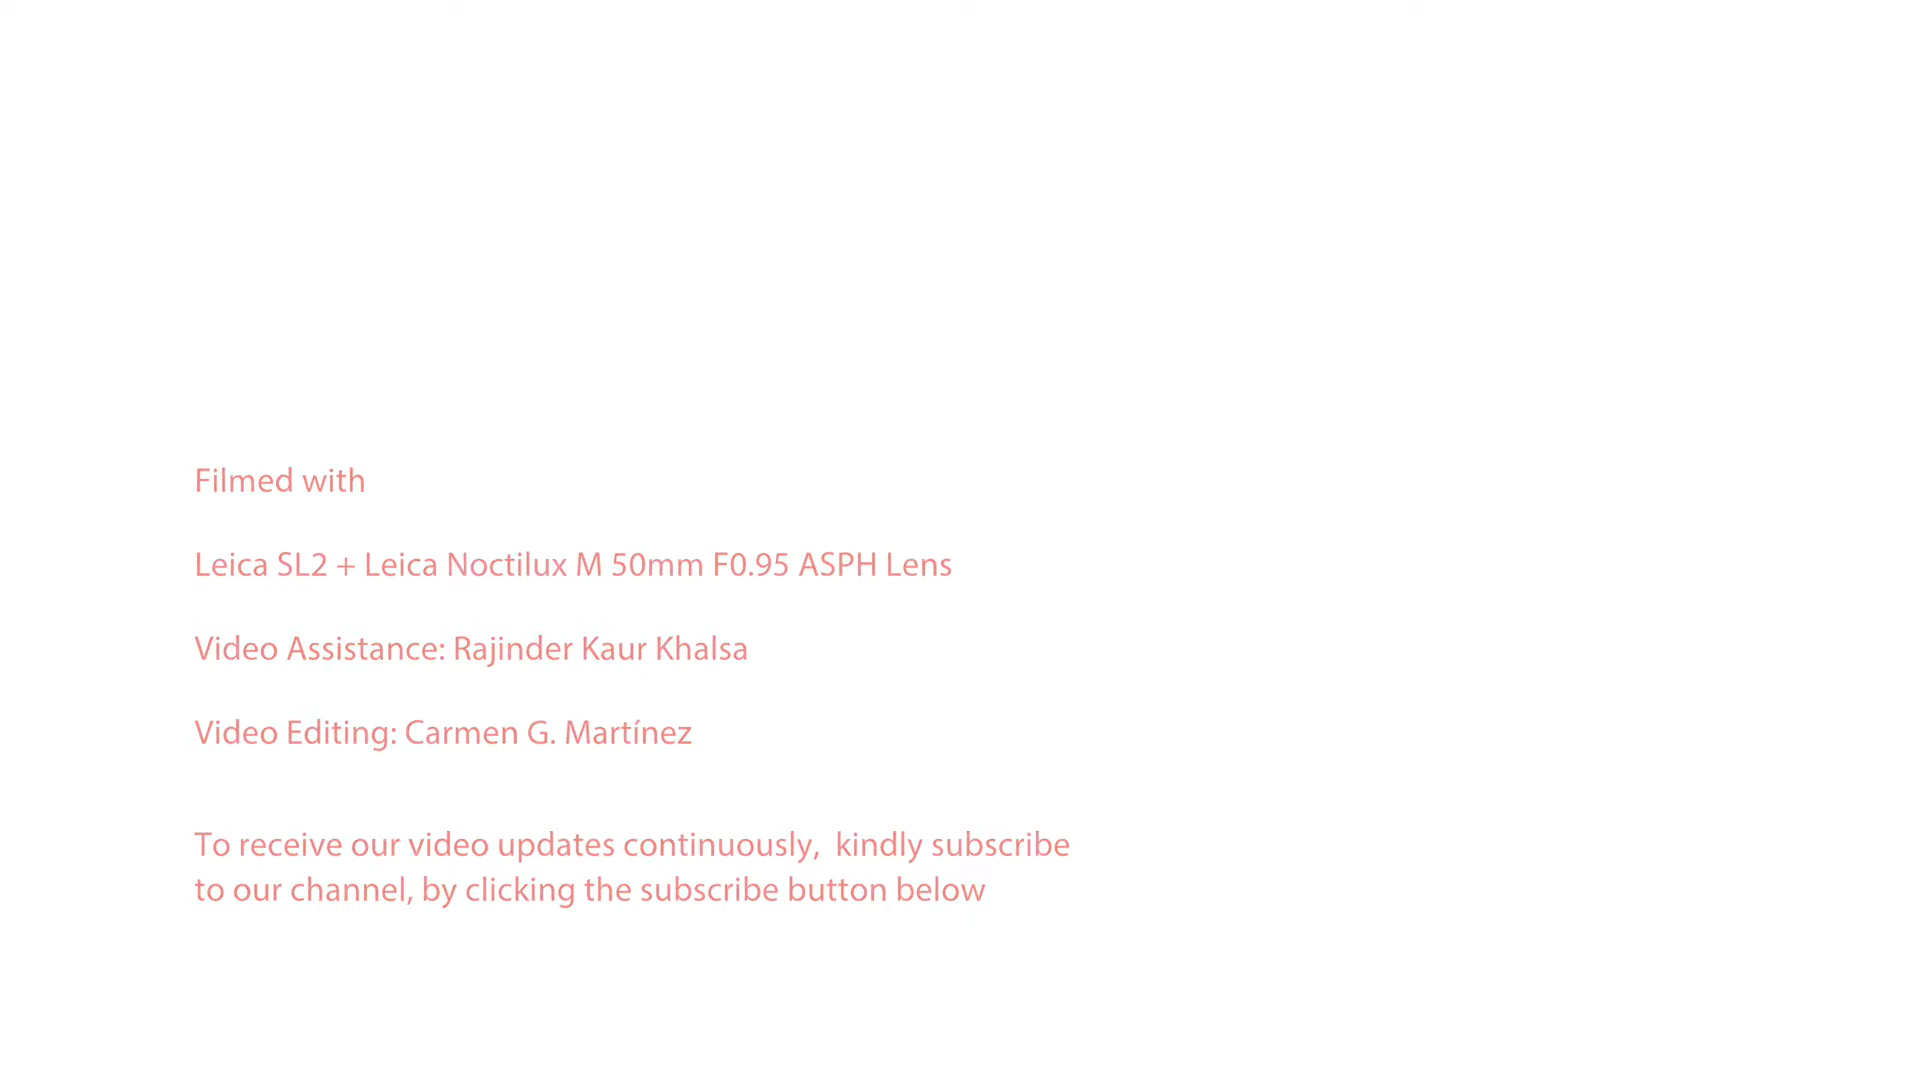 Filmed with
Leica SL2 + Leica Noctilux M 50mm F0.95 ASPH Lens
Video Assistance: Rajinder Kaur Khalsa
Video Editing: Carmen G. Martínez
To receive our video updates continuously,  kindly subscribe
to our channel, by clicking the subscribe button below